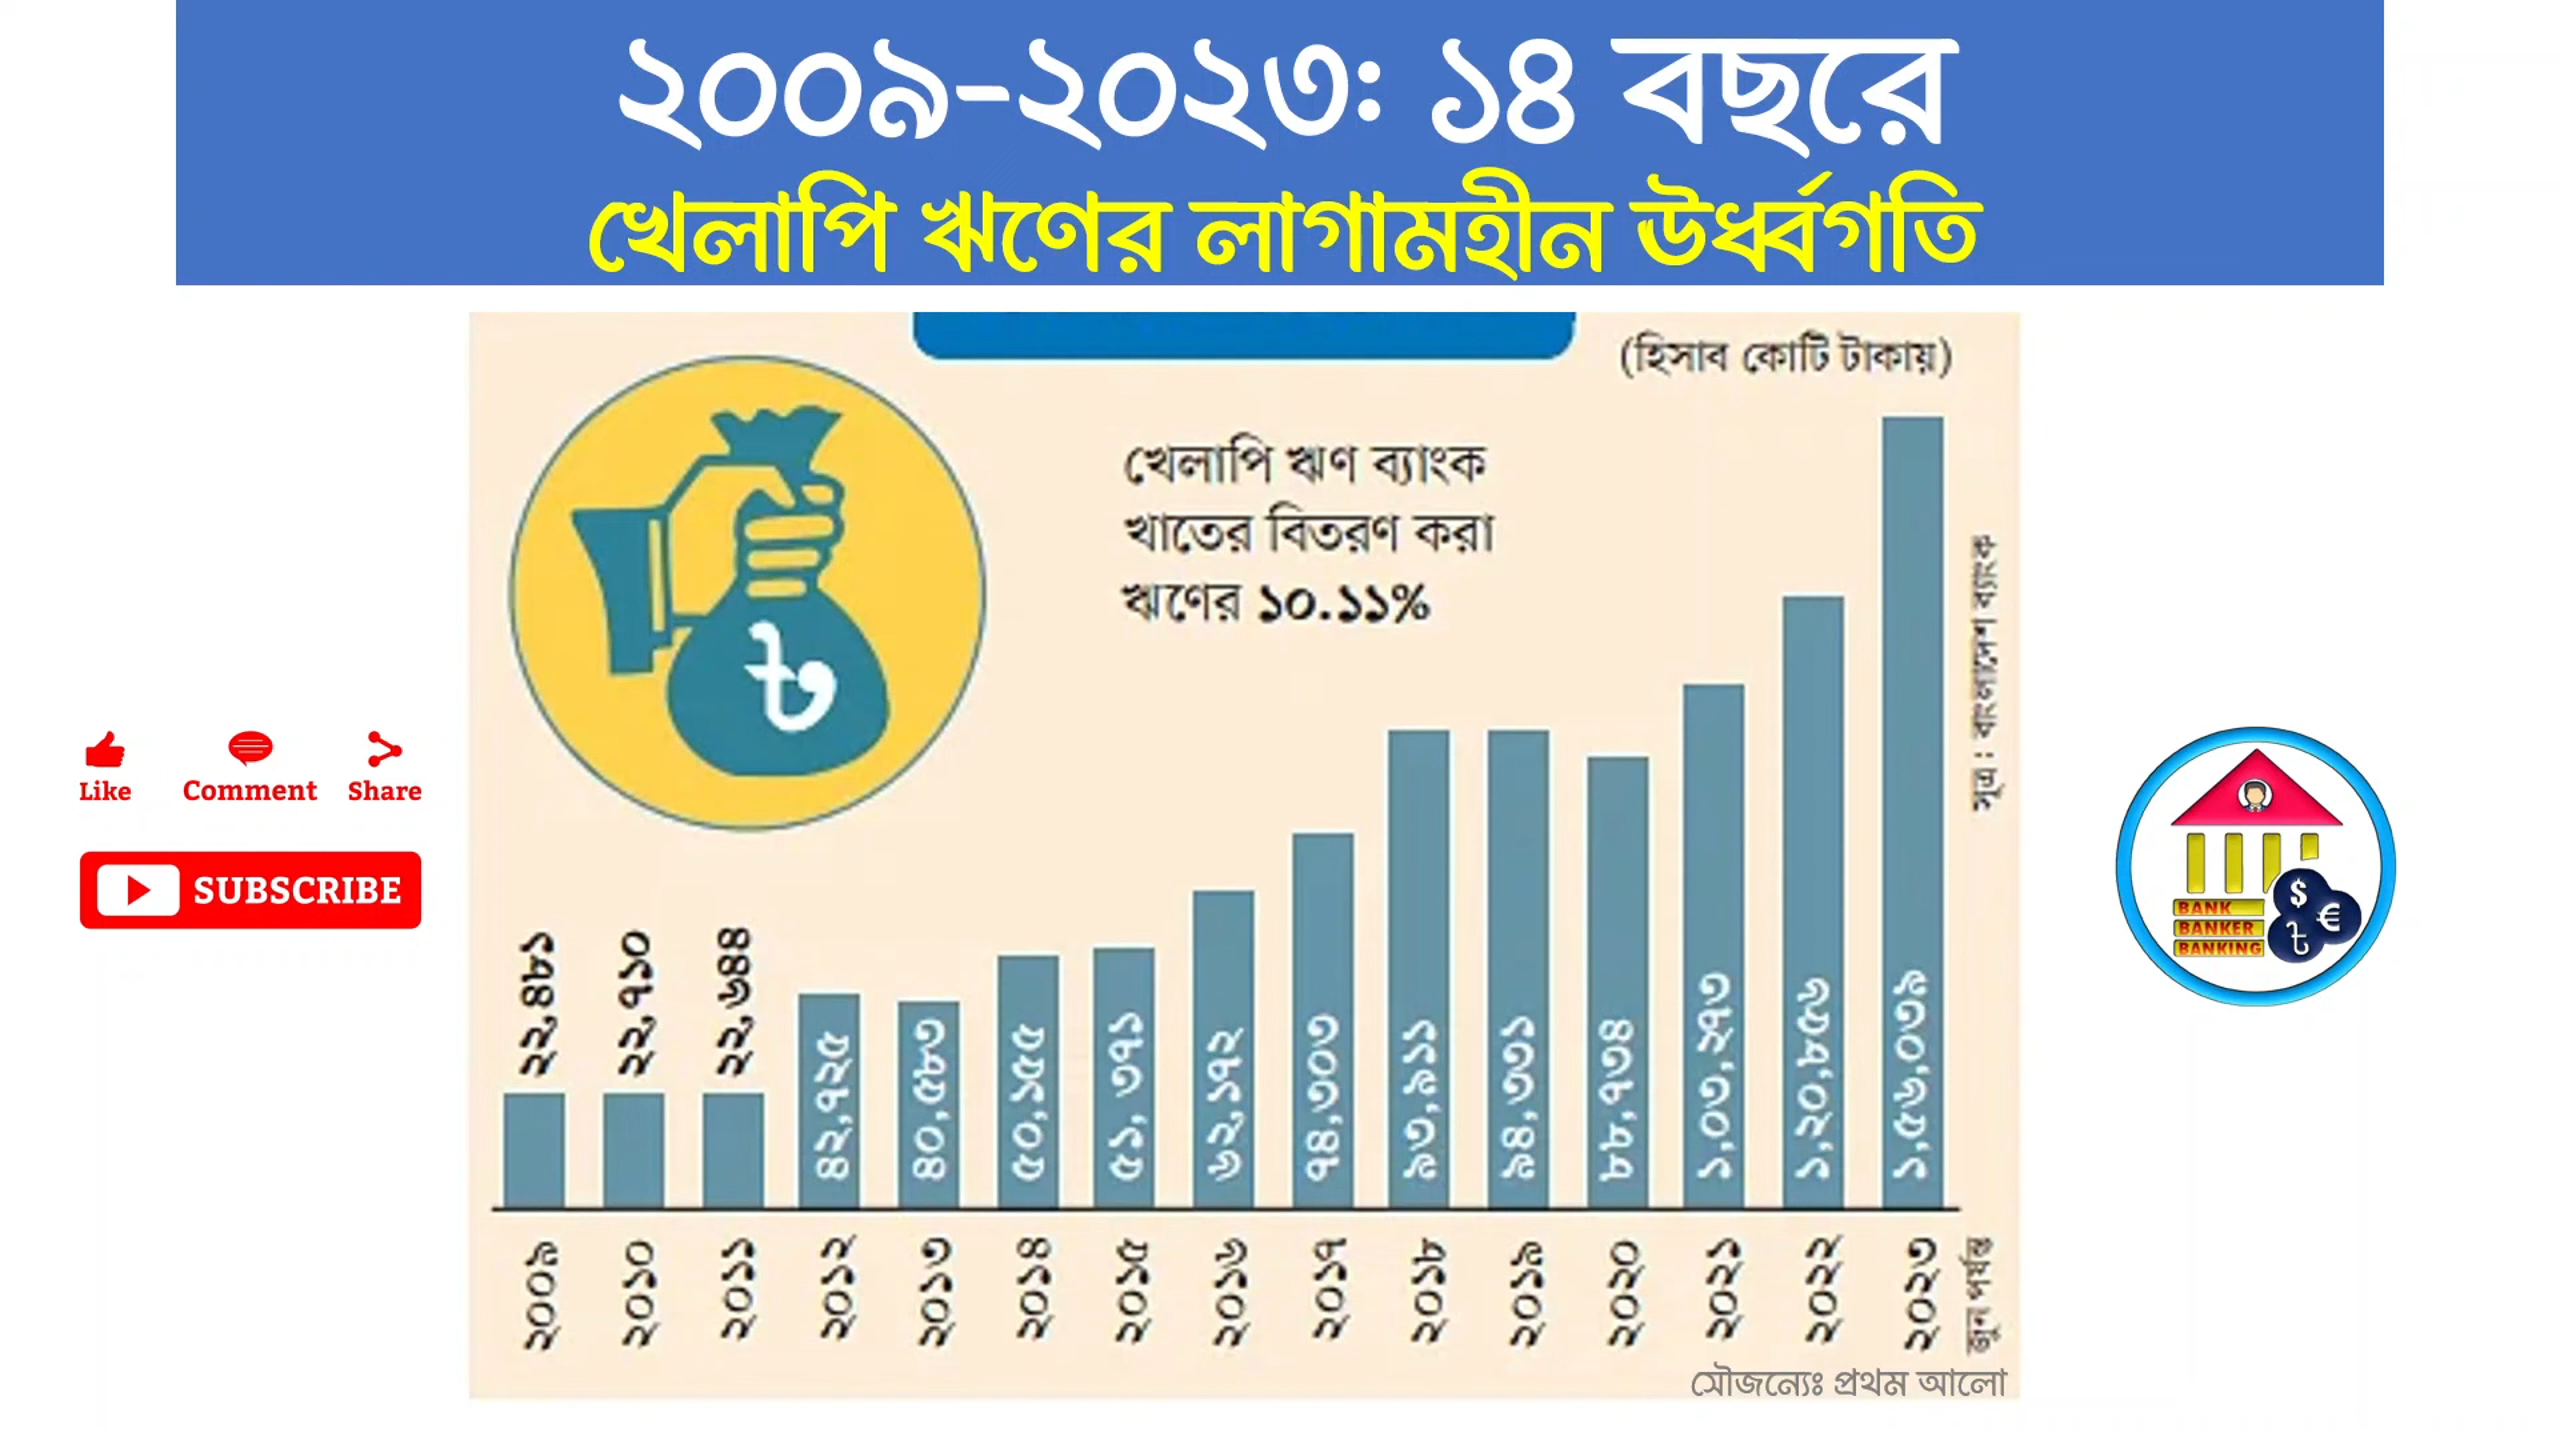 ২০০৯-২০২৩ঃ ১৪ বছরে
খেলাপি ঋণের লাগামহীন উর্ধ্বগতি
(হিসাব কোটি টাকায়)
খেলাপি ঋণ ব্যাংক
খাতের বিতরণ করা
ঋণের ১০.১১%
৳
সূত্র : বাংলাদেশ ব্যাংক
Like
Comment
Share
SUBSCRIBE
২২,৪৮১
২২,৭১০
২২,৬৪৪
৪২,৭২৫
৪০,৫৮৩
৫০,১৫৫
৫১,৩৭১
৬২,১৭২
৭৪,৩০৩
৯৩,৯১১
৯৪,৩৩১
৮৮,৭৩৪
১,০৩,২৭৩
১,২০,৮৫৬
১,৫৬,০৩৯
২০০৯
২০১০
২০১১
২০১২
২০১৩
২০১৪
২০১৫
২০১৬
২০১৭
২০১৮
২০১৯
২০২০
২০২১
২০২২
২০২৩
জুন পর্যন্ত
সৌজন্যেঃ প্রথম আলো
$
€
৳
BANK
BANKER
BANKING